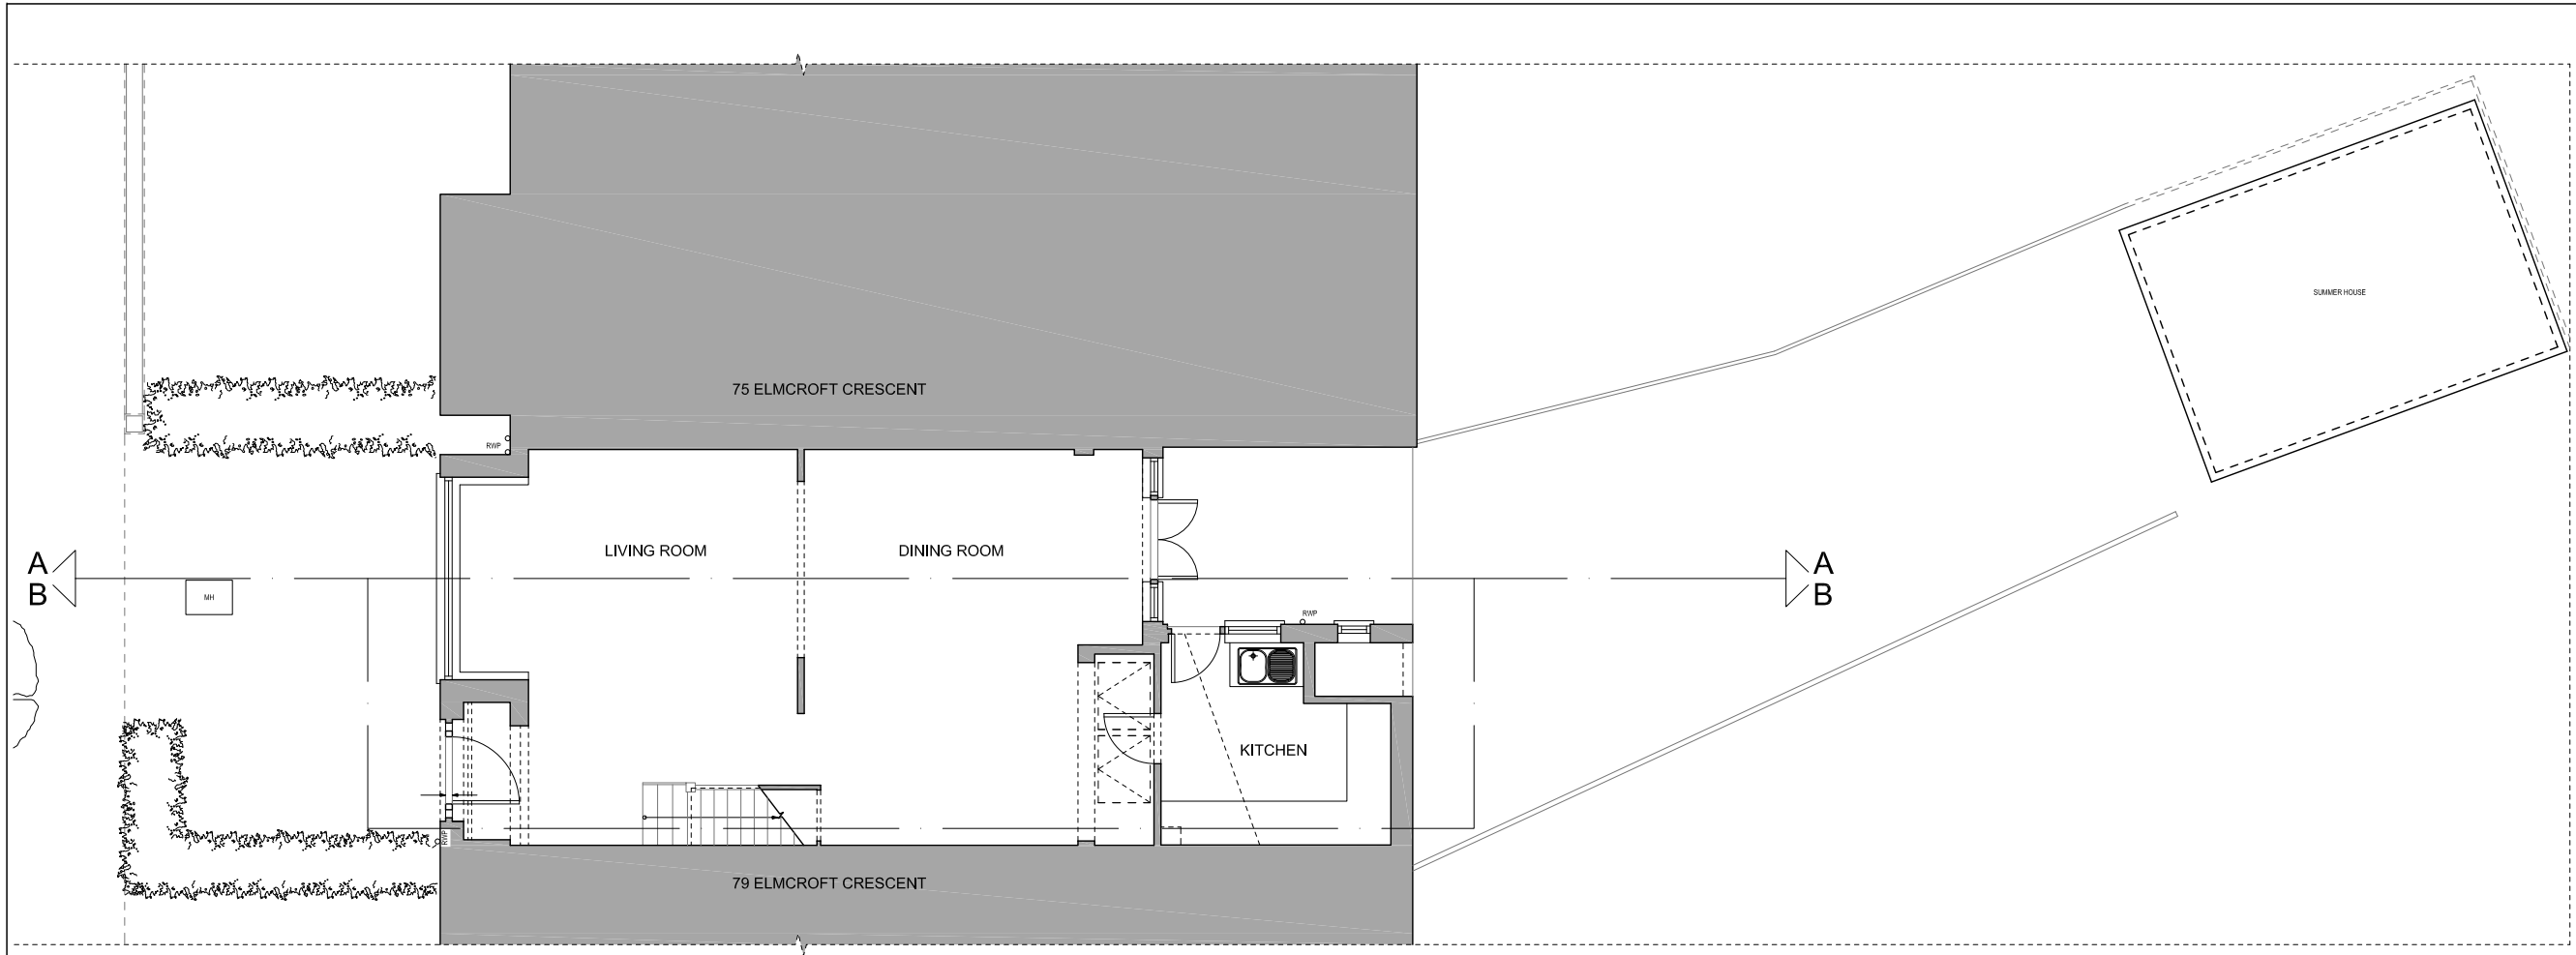 75 ELMCROFT CRESCENT
SUMMER HOUSE
RWP
LIVING ROOM
DINING ROOM
A
B
A
B
MH
RWP
KITCHEN
RWP
79 ELMCROFT CRESCENT